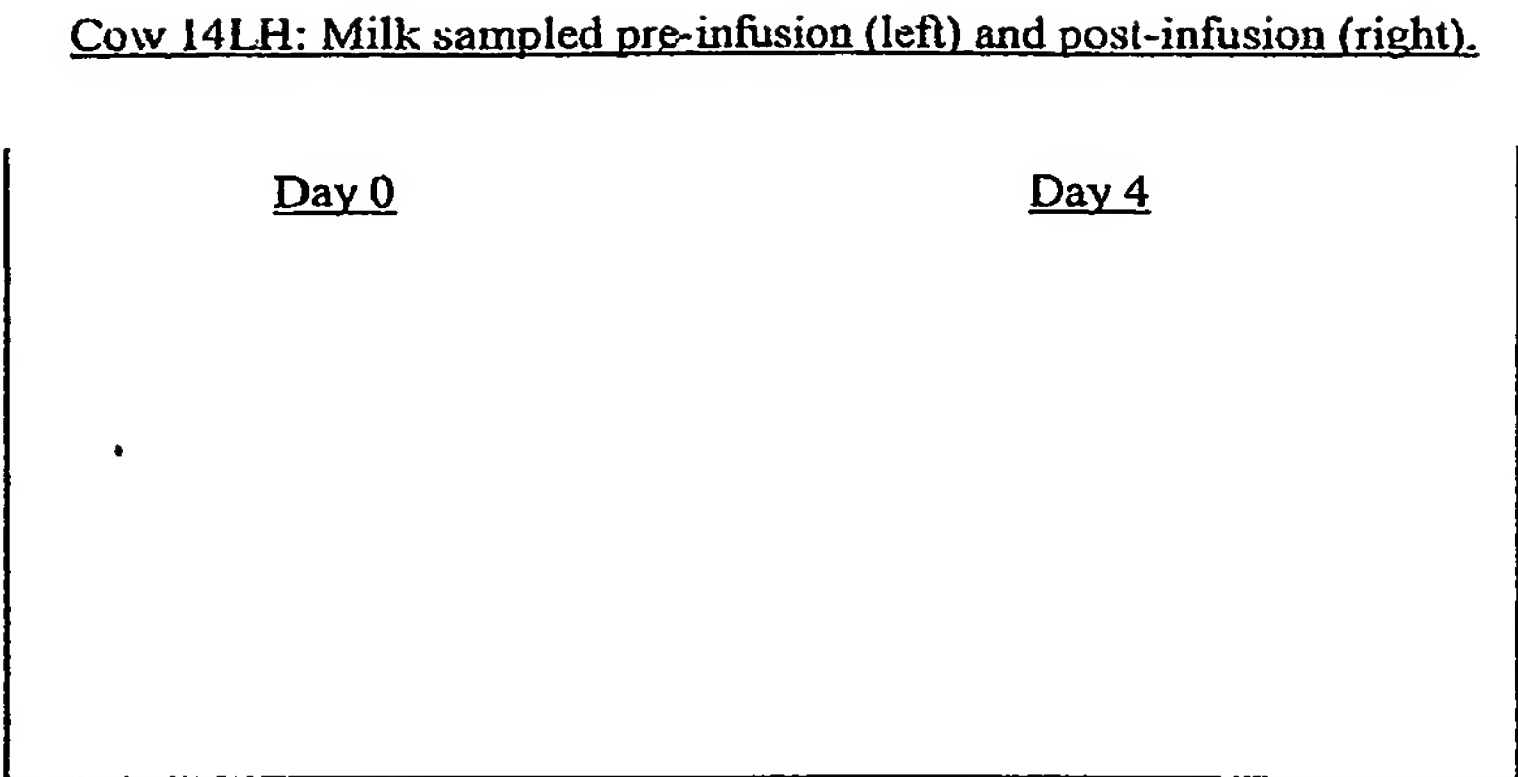 Cow 14LH: Milk sampled pre-infusion (left) and post-infusion (right).
Day 0
Day 4